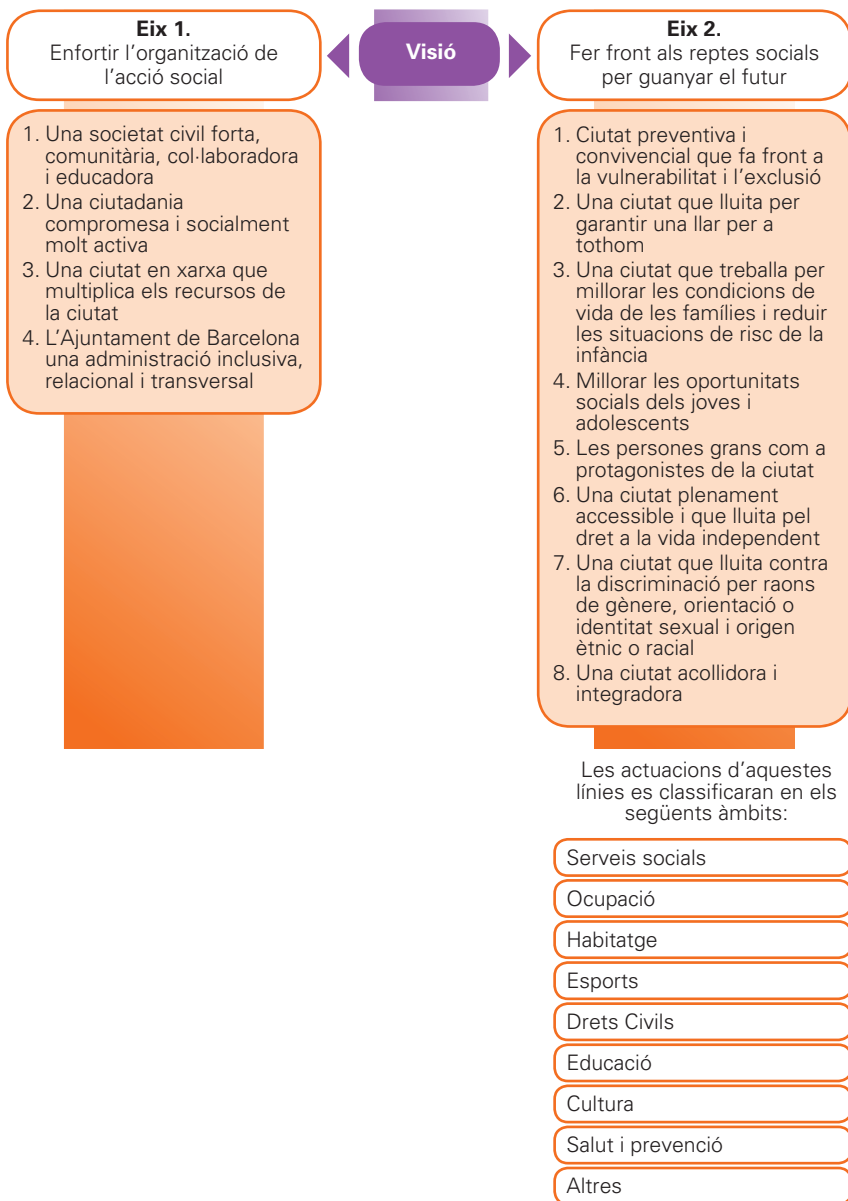 Eix 1.
Enfortir l’organització de
l’acció social
Visió
Eix 2.
Fer front als reptes socials
per guanyar el futur
1. Una societat civil forta,
comunitària, col·laboradora
i educadora
2. Una ciutadania
compromesa i socialment
molt activa
3. Una ciutat en xarxa que
multiplica els recursos de
la ciutat
4. L’Ajuntament de Barcelona
una administració inclusiva,
relacional i transversal
1. Ciutat preventiva i
convivencial que fa front a
la vulnerabilitat i l’exclusió
2. Una ciutat que lluita per
garantir una llar per a
tothom
3. Una ciutat que treballa per
millorar les condicions de
vida de les famílies i reduir
les situacions de risc de la
infància
4. Millorar les oportunitats
socials dels joves i
adolescents
5. Les persones grans com a
protagonistes de la ciutat
6. Una ciutat plenament
accessible i que lluita pel
dret a la vida independent
7. Una ciutat que lluita contra
la discriminació per raons
de gènere, orientació o
identitat sexual i origen
ètnic o racial
8. Una ciutat acollidora i
integradora
Les actuacions d’aquestes
línies es classificaran en els
següents àmbits:
Serveis socials
Ocupació
Habitatge
Esports
Drets Civils
Educació
Cultura
Salut i prevenció
Altres